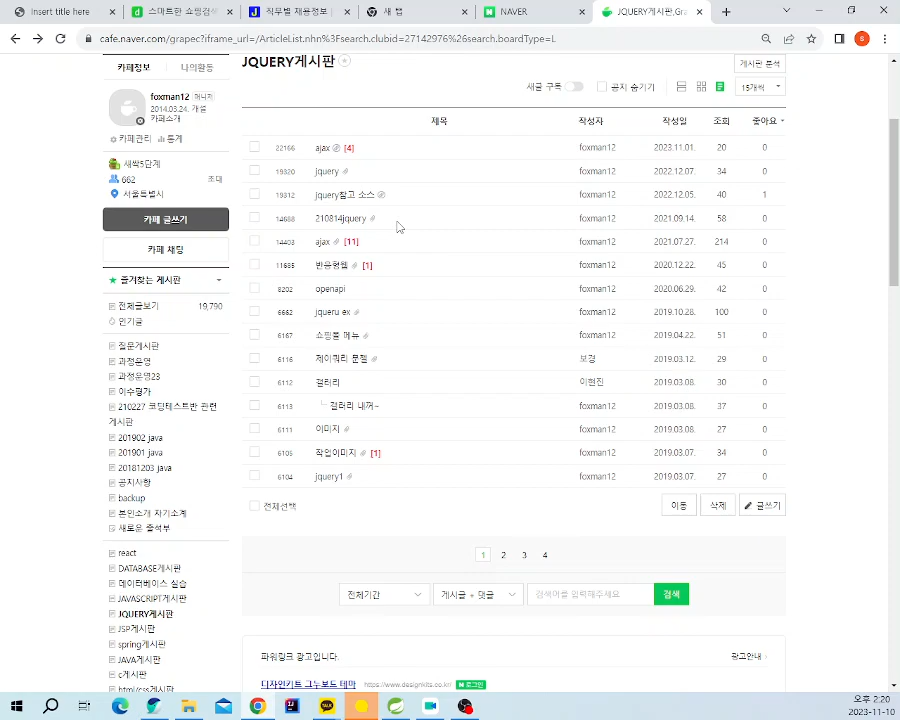 Insert title here
스마트한 쇼핑검색
직무별 채용정보
새 탭
NAVER
JQUERY게시판,Gra
cafe.naver.com/grapec?iframe_url=/ArticleList.nhn%3Fsearch.clubid=27142976%26search.boardType=L
s
카페정보
나의활동
foxman12 매니저
2014.03.24. 개설
카페소개
카페관리 통계
새싹5단계
662 초대
서울특별시
카페 글쓰기
카페 채팅
즐겨찾는 게시판
전체글보기 19,790
인기글
질문게시판
과정운영
과정운영23
이수평가
210227 코딩테스트반 관련
게시판
201902 java
201901 java
20181203 java
공지사항
backup
본인소개 자기소계
새로운 출석부
react
DATABASE게시판
데이터베이스 실습
JAVASCRIPT게시판
JQUERY게시판
JSP게시판
spring게시판
JAVA게시판
c게시판
html/css게시판
JQUERY게시판
게시판 분석
새글 구독 공지 숨기기 15개씩
제목 작성자 작성일 조회 좋아요
22166 ajax [4] foxman12 2023.11.01. 20 0
19320 jquery foxman12 2022.12.07. 34 0
19312 jquery참고 소스 foxman12 2022.12.05. 40 1
14688 210814jquery foxman12 2021.09.14. 58 0
14403 ajax [11] foxman12 2021.07.27. 214 0
11685 반응형웹 [1] foxman12 2020.12.22. 45 0
8202 openapi foxman12 2020.06.29. 42 0
6662 jqueru ex foxman12 2019.10.28. 100 0
6167 쇼핑몰 메뉴 foxman12 2019.04.22. 51 0
6116 제이쿼리 문젠 보경 2019.03.12. 29 0
6112 갤러리 이현진 2019.03.08. 30 0
6113 갤러리 내꺼~ foxman12 2019.03.08. 37 0
6111 이미지 foxman12 2019.03.08. 27 0
6105 작업이미지 [1] foxman12 2019.03.07. 34 0
6104 jquery1 foxman12 2019.03.07. 27 0
전체선택 이동 삭제 글쓰기
1 2 3 4
전체기간 게시글 + 댓글 검색어를 입력해주세요 검색
파워링크 광고입니다. 광고안내
디자인키트 그누보드 테마 https://www.designkits.co.kr/ 로그인
TALK
오후 2:20
2023-11-10